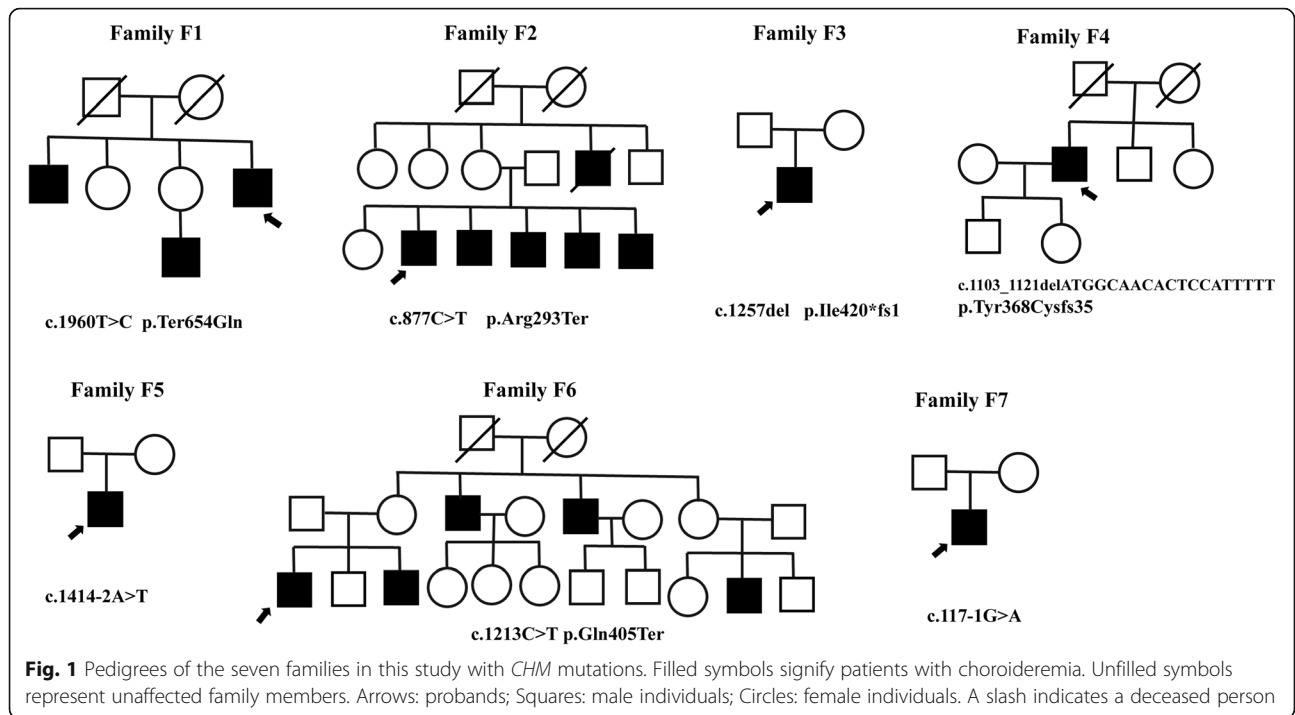 Family F1
Family F2
Family F3
Family F4
c.1960T>C p.Ter654Gln
c.877C>T p.Arg293Ter
c.1257del p.Ile420*fs1
c.1103_1121delATGGCAACACTCCATTTTT
p.Tyr368Cysfs35
Family F5
Family F6
Family F7
c.1414-2A>T
c.1213C>T p.Gln405Ter
c.117-1G>A
Fig. 1 Pedigrees of the seven families in this study with CHM mutations. Filled symbols signify patients with choroideremia. Unfilled symbols
represent unaffected family members. Arrows: probands; Squares: male individuals; Circles: female individuals. A slash indicates a deceased person